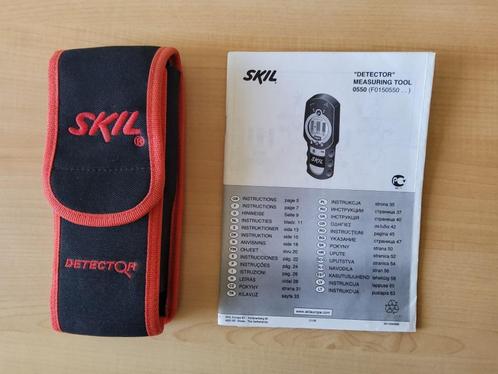 SKIL®
DETECTOR
SKIL
"DETECTOR"
MEASURING TOOL
0550 (F0150550 . . )
SKIL
INSTRUCTIONS page 5
INSTRUCTIONS page 7
HINWEISE Seite 9
INSTRUCTIES bladz. 11
INSTRUKTIONER sida 13
INSTRUKTION side 16
ANVISNING side 18
OHJEET sivu 20
INSTRUCCIONES pág. 22
INSTRUÇÕES pág. 24
ISTRUZIONI pag. 26
LEÍRÁS oldal 28
POKYNY strana 31
KILAVUZ sayfa 33
INSTRUKCJA strona 35
ИНСТРУКЦИИ страница 37
ІНСТРУКЦІЯ сторінка 40
ΟΔΗΓΙΕΣ σελίδα 42
INSTRUCŢIUNI pagina 45
УКАЗАНИЕ страница 47
POKYNY strana 50
UPUTE stranica 52
UPUTSTVA stranica 54
NAVODILA stran 56
KASUTUSJUHEND lehekülg 58
INSTRUKCIJA lappuse 61
INSTRUKCIJA puslapis 63
www.skileurope.com